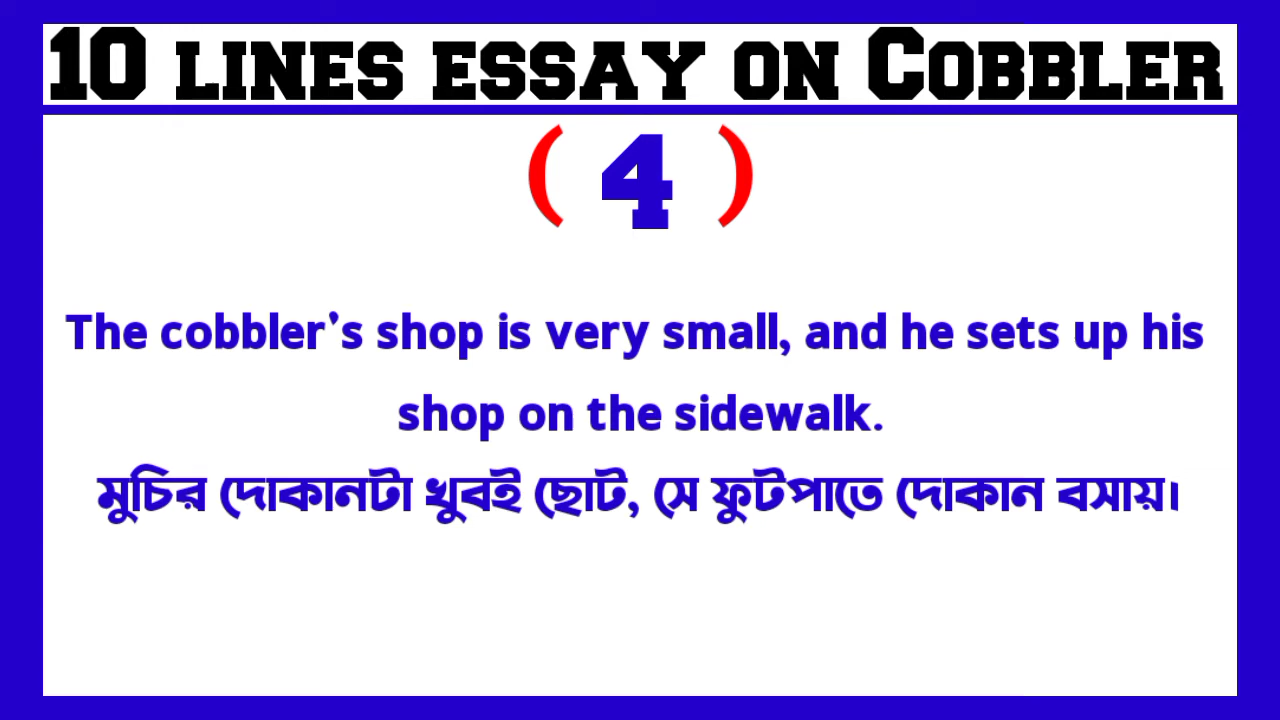 10 lines essay on Cobbler
( 4 )
The cobbler's shop is very small, and he sets up his
shop on the sidewalk.
মুচির দোকানটা খুবই ছোট, সে ফুটপাতে দোকান বসায়।